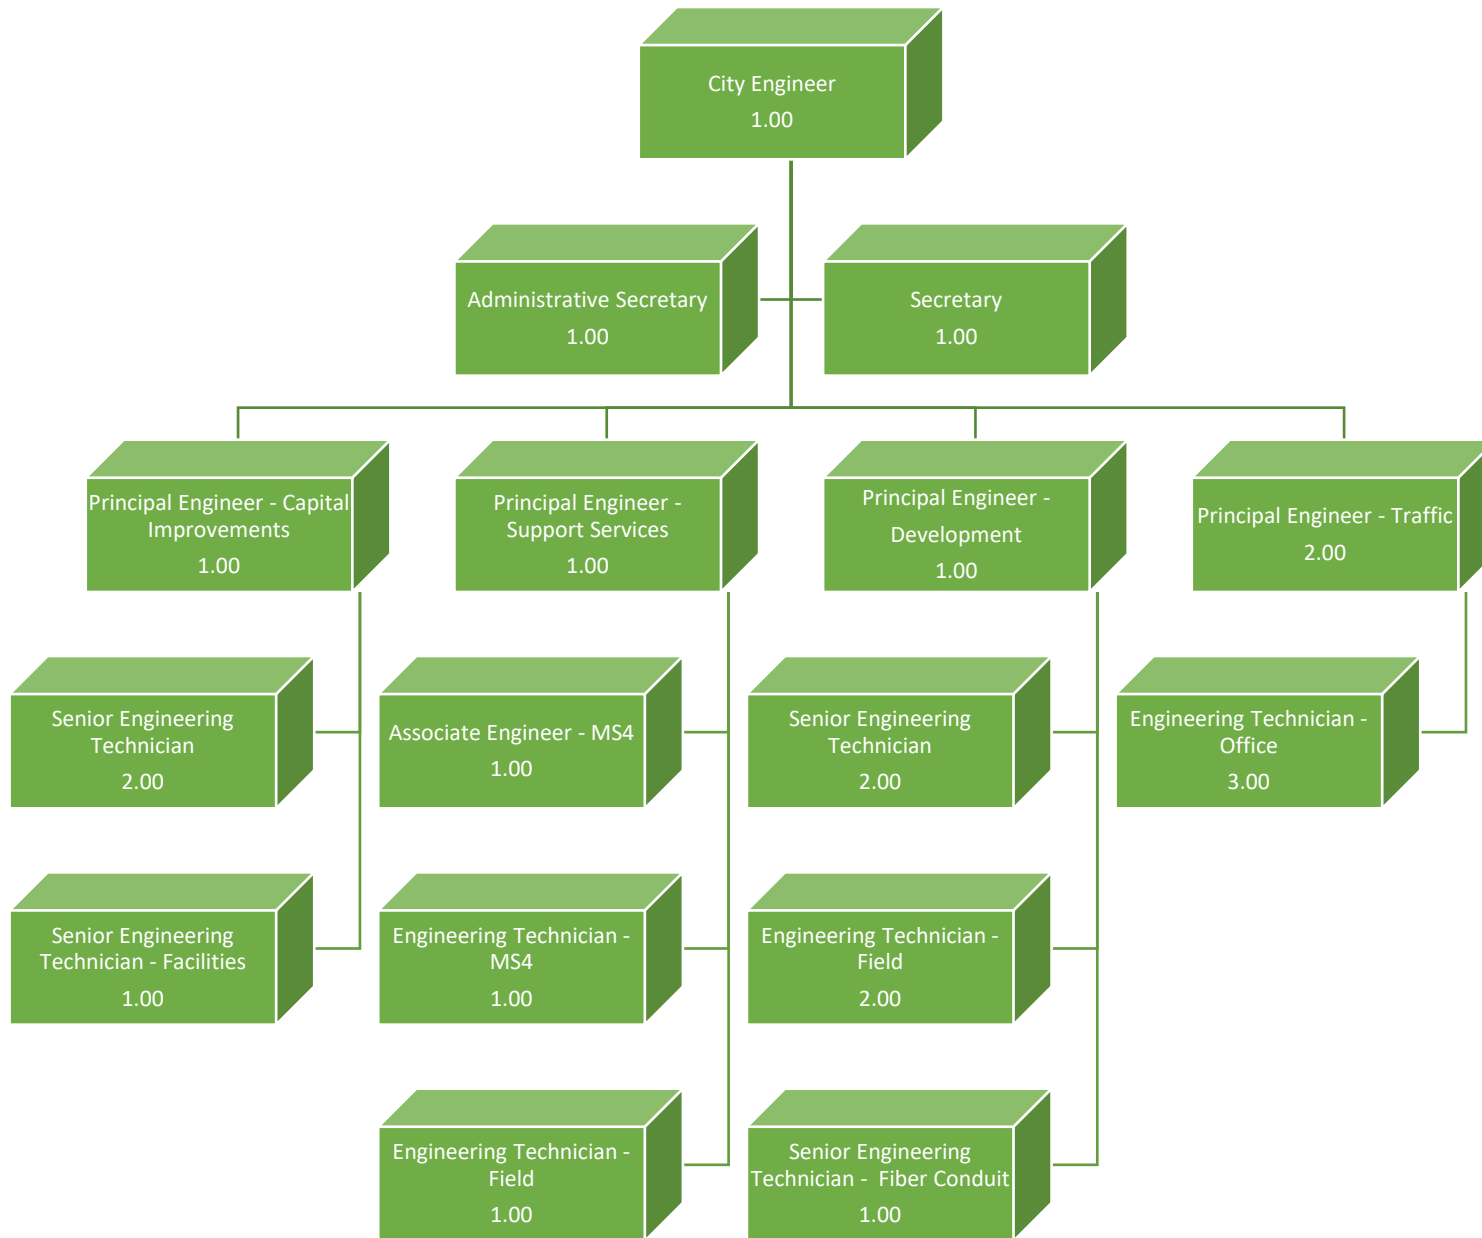 City Engineer
1.00
Administrative Secretary
1.00
Secretary
1.00
Principal Engineer - Capital
Improvements
1.00
Principal Engineer -
Support Services
1.00
Principal Engineer -
Development
1.00
Principal Engineer - Traffic
2.00
Senior Engineering
Technician
2.00
Associate Engineer - MS4
1.00
Senior Engineering
Technician
2.00
Engineering Technician -
Office
3.00
Senior Engineering
Technician - Facilities
1.00
Engineering Technician -
MS4
1.00
Engineering Technician -
Field
2.00
Engineering Technician -
Field
1.00
Senior Engineering
Technician -  Fiber Conduit
1.00